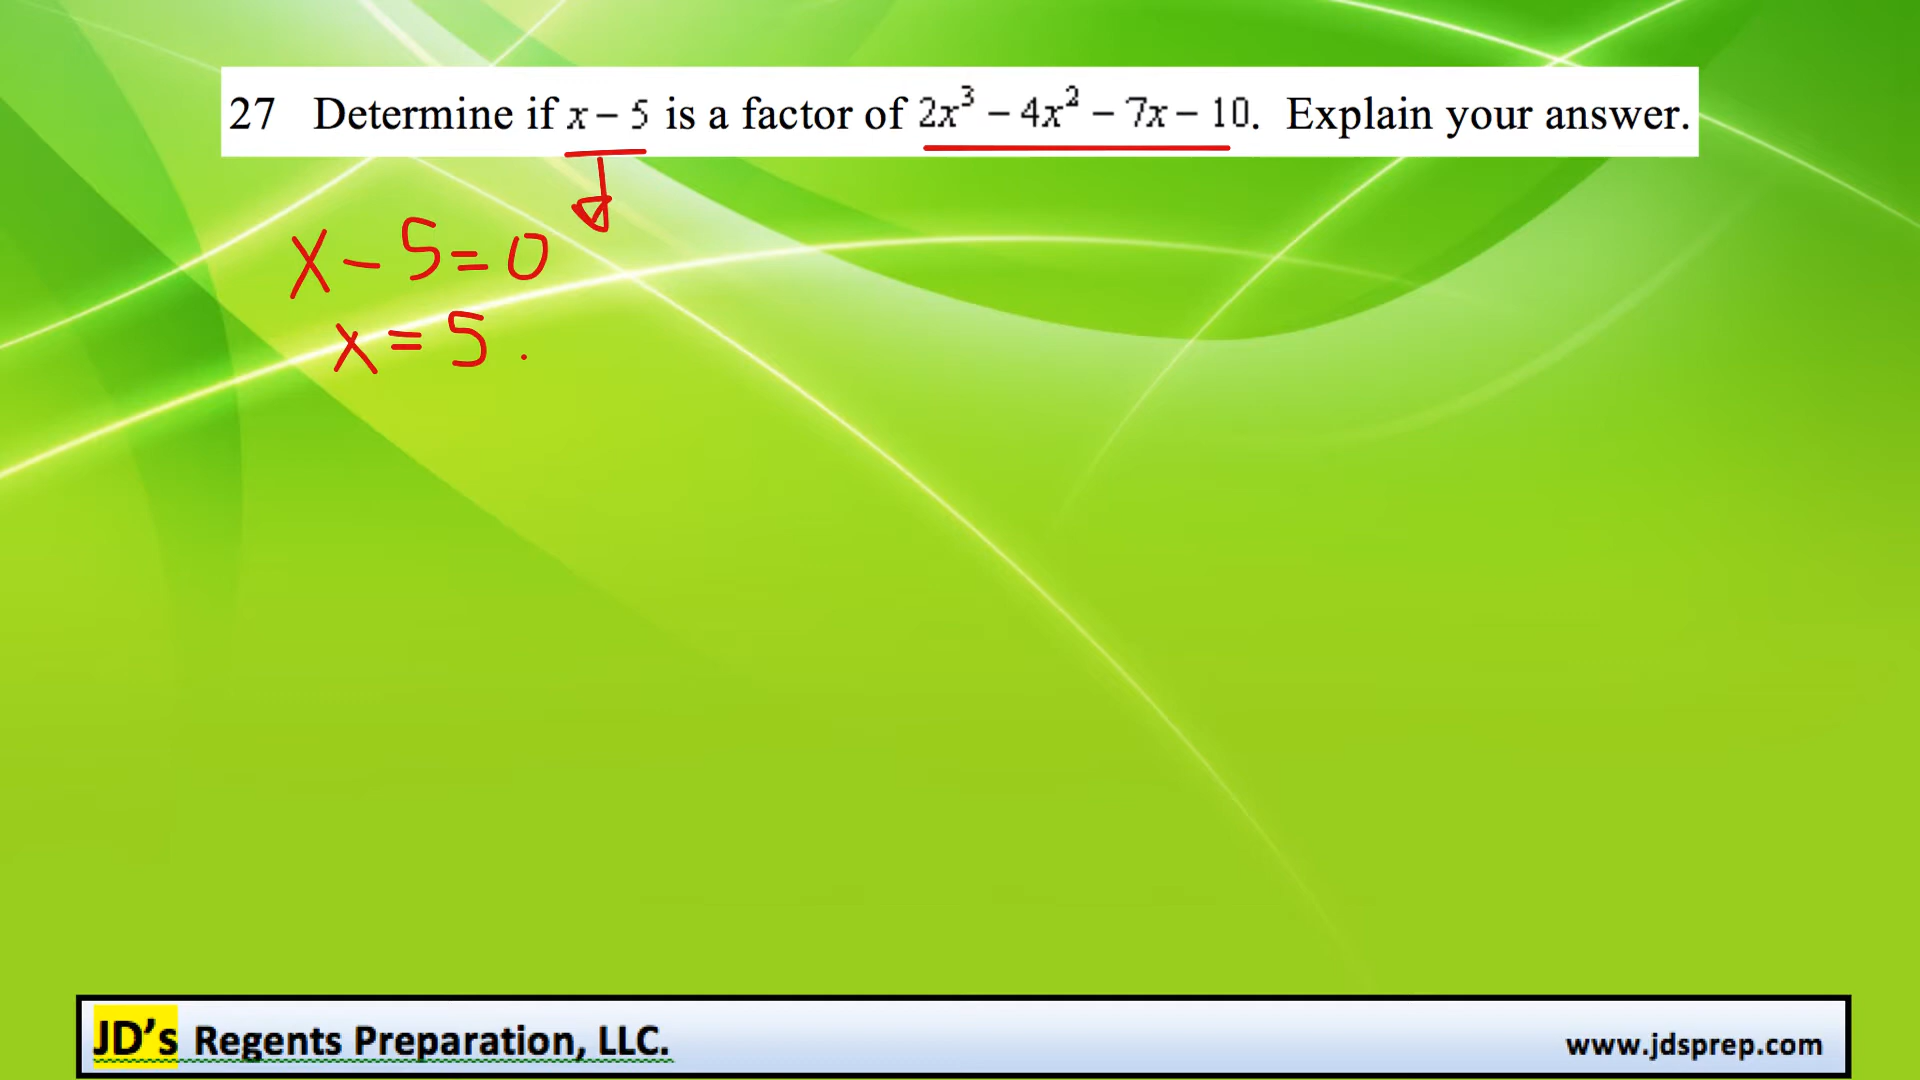 27 Determine if x − 5 is a factor of 2x³ − 4x² − 7x − 10. Explain your answer.
x − 5 = 0
x = 5 .
JD’s Regents Preparation, LLC.
www.jdsprep.com